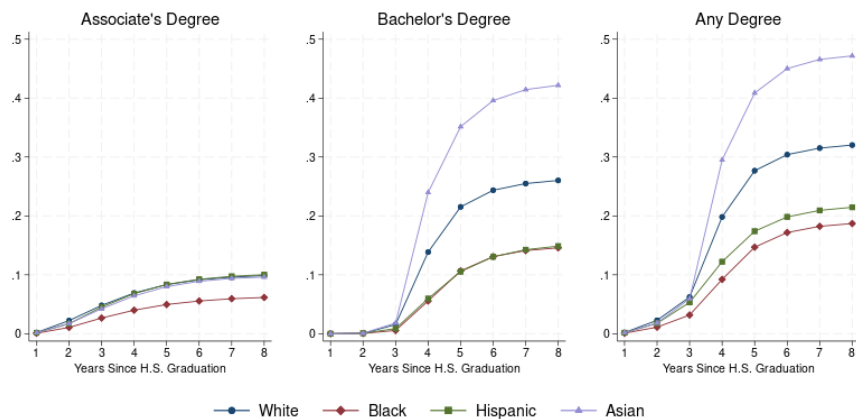 Associate's Degree
.5
.4
.3
.2
.1
0
1 2 3 4 5 6 7 8
Years Since H.S. Graduation
Bachelor's Degree
.5
.4
.3
.2
.1
0
1 2 3 4 5 6 7 8
Years Since H.S. Graduation
Any Degree
.5
.4
.3
.2
.1
0
1 2 3 4 5 6 7 8
Years Since H.S. Graduation
White Black Hispanic Asian